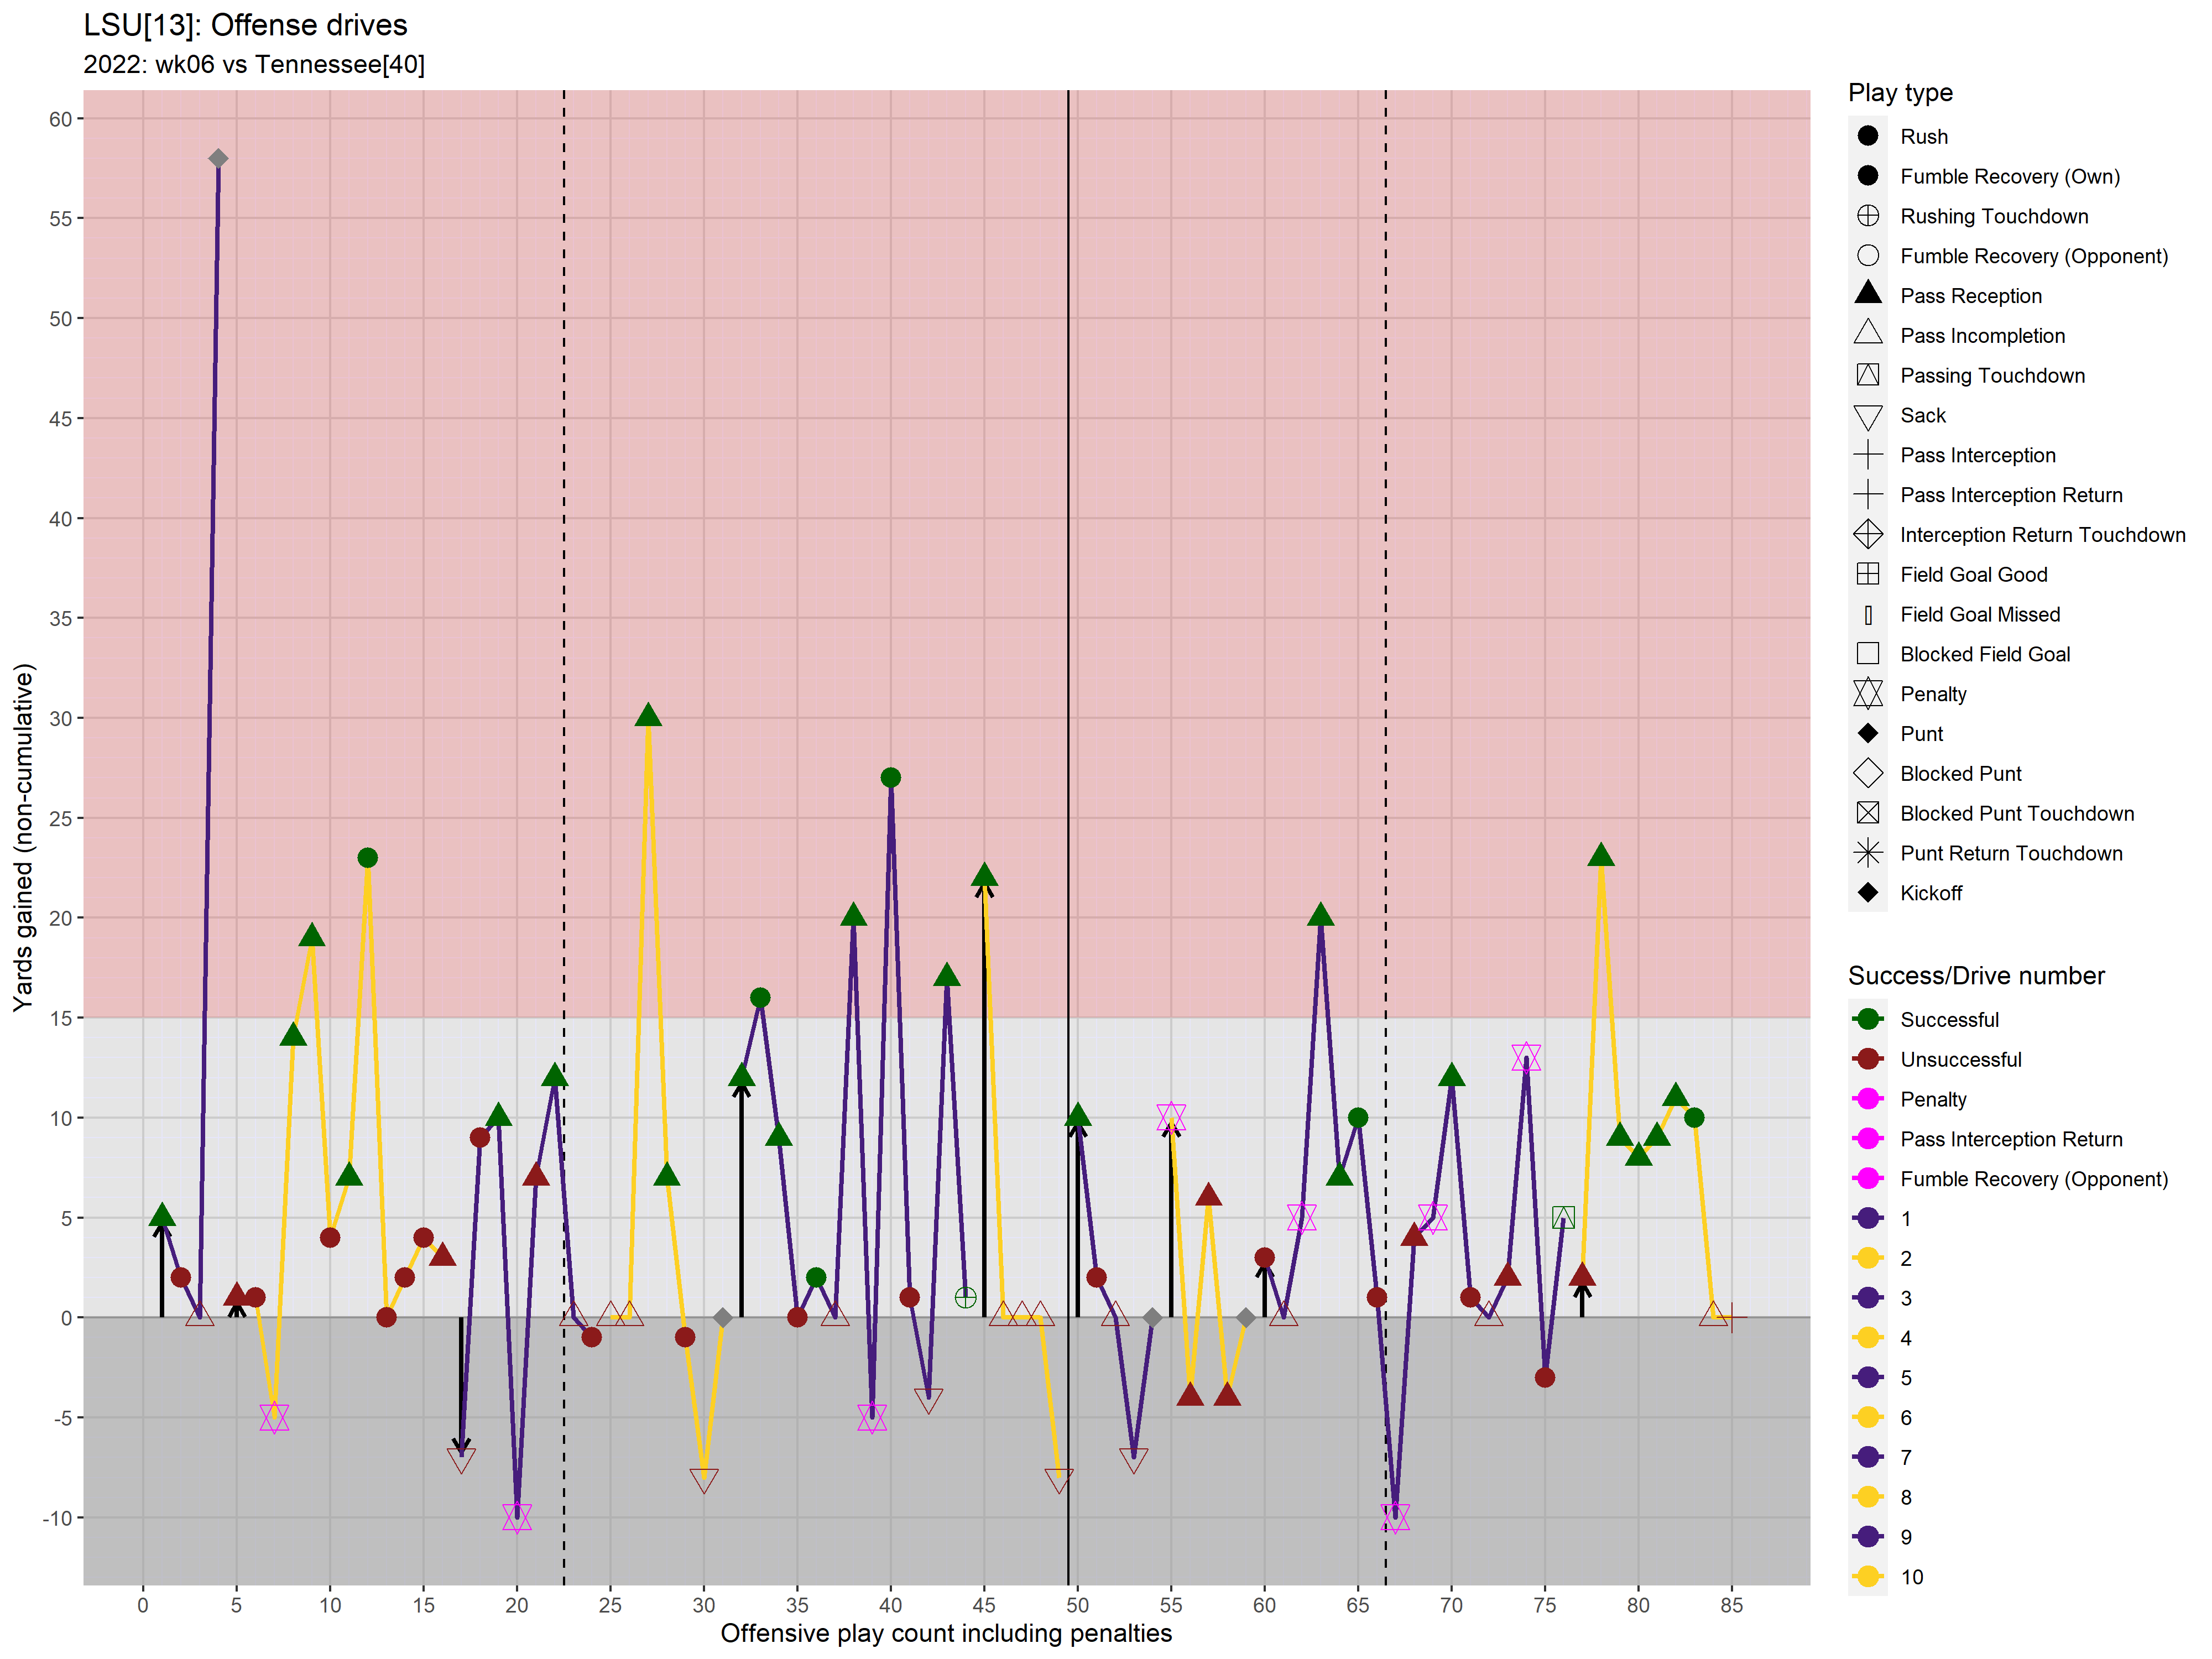 LSU[13]: Offense drives
2022: wk06 vs Tennessee[40]
Yards gained (non-cumulative)
60
55
50
45
40
35
30
25
20
15
10
5
0
-5
-10
0 5 10 15 20 25 30 35 40 45 50 55 60 65 70 75 80 85
Offensive play count including penalties
Play type
Rush
Fumble Recovery (Own)
Rushing Touchdown
Fumble Recovery (Opponent)
Pass Reception
Pass Incompletion
Passing Touchdown
Sack
Pass Interception
Pass Interception Return
Interception Return Touchdown
Field Goal Good
Field Goal Missed
Blocked Field Goal
Penalty
Punt
Blocked Punt
Blocked Punt Touchdown
Punt Return Touchdown
Kickoff
Success/Drive number
Successful
Unsuccessful
Penalty
Pass Interception Return
Fumble Recovery (Opponent)
1
2
3
4
5
6
7
8
9
10